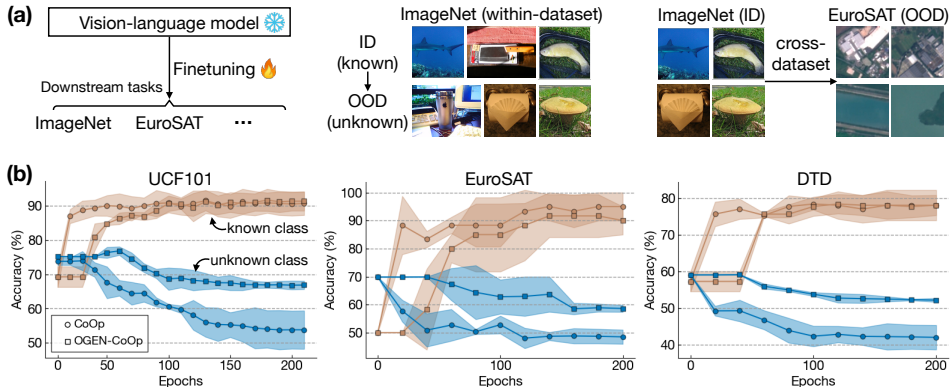 (a)
Vision-language model
Finetuning
Downstream tasks
ImageNet EuroSAT ...
ImageNet (within-dataset)
ID
(known)
OOD
(unknown)
ImageNet (ID)
cross-
dataset
EuroSAT (OOD)
(b)
UCF101
Accuracy (%)
90
80
70
60
50
known class
unknown class
CoOp
OGEN-CoOp
0 50 100 150 200
Epochs
EuroSAT
Accuracy (%)
100
90
80
70
60
50
0 50 100 150 200
Epochs
DTD
Accuracy (%)
80
70
60
50
40
0 50 100 150 200
Epochs